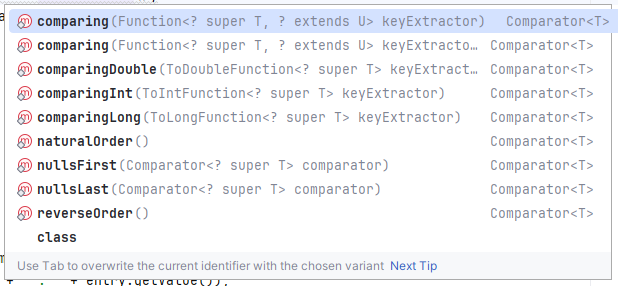 comparing(Function<? super T, ? extends U> keyExtractor) Comparator<T>
comparing(Function<? super T, ? extends U> keyExtracto… Comparator<T>
comparingDouble(ToDoubleFunction<? super T> keyExtract… Comparator<T>
comparingInt(ToIntFunction<? super T> keyExtractor) Comparator<T>
comparingLong(ToLongFunction<? super T> keyExtractor) Comparator<T>
naturalOrder() Comparator<T>
nullsFirst(Comparator<? super T> comparator) Comparator<T>
nullsLast(Comparator<? super T> comparator) Comparator<T>
reverseOrder() Comparator<T>
class
Use Tab to overwrite the current identifier with the chosen variant Next Tip
+ entry.getValue());